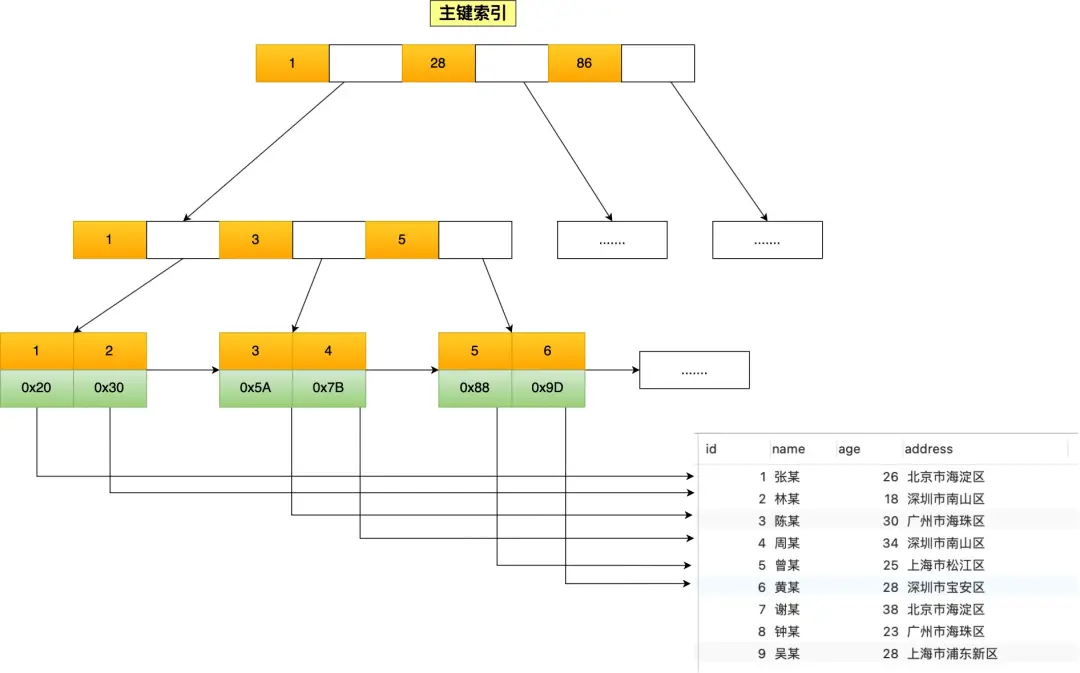 主键索引
1 28 86
1 3 5 ....... .......
1 2 3 4 5 6
0x20 0x30 0x5A 0x7B 0x88 0x9D .......
id name age address
1 张某 26 北京市海淀区
2 林某 18 深圳市南山区
3 陈某 30 广州市海珠区
4 周某 34 深圳市南山区
5 曾某 25 上海市松江区
6 黄某 28 深圳市宝安区
7 谢某 38 北京市海淀区
8 钟某 23 广州市海珠区
9 吴某 28 上海市浦东新区